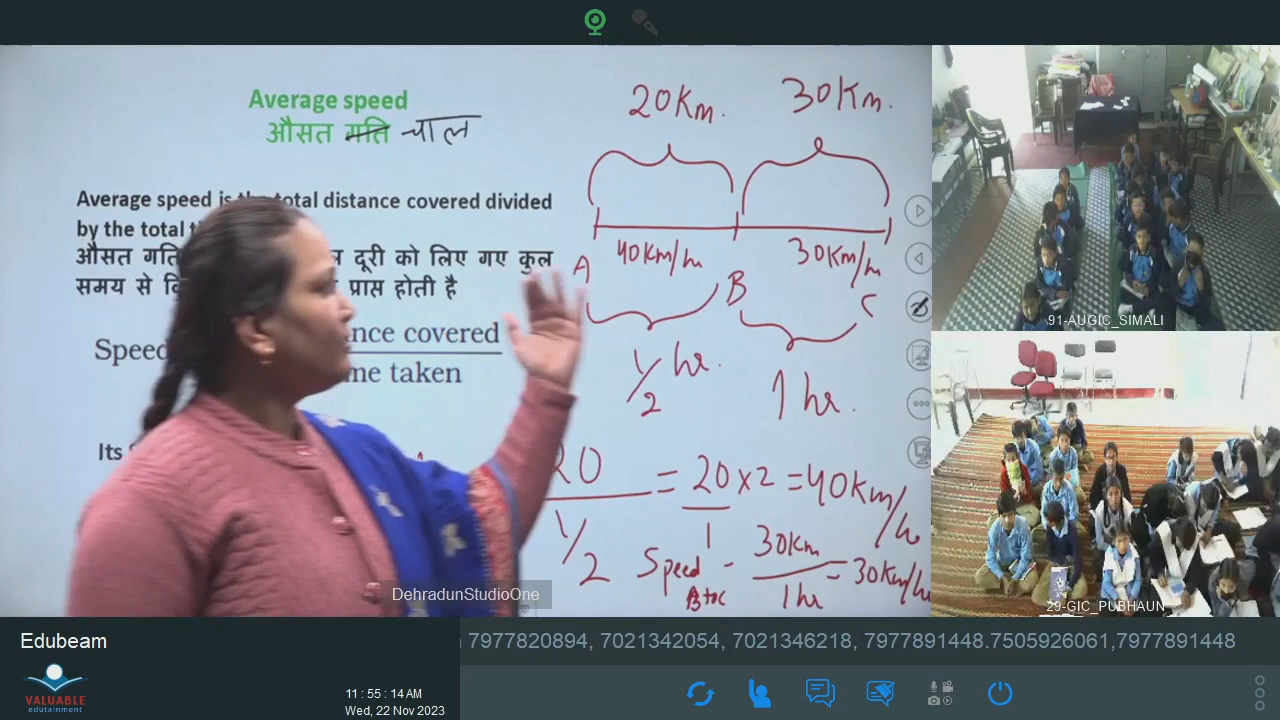 Average speed
औसत गति चाल
Average speed is the total distance covered divided
by the total
औसत गति दूरी को लिए गए कुल
समय से प्राप्त होती है
Speed
covered
taken
Its
20Km. 30Km.
40Km/hr 30Km/hr
A B C
1/2 hr. 1 hr.
20 / 1/2 = 20 x 2 / 1 = 40Km/hr
Speed B to C - 30Km / 1hr - 30Km/hr
DehradunStudioOne
91-AUGIC_SIMALI
29-GIC_PUBHAUN
Edubeam
7977820894, 7021342054, 7021346218, 7977891448.7505926061,7977891448
VALUABLE
edutainment
11 : 55 : 14 AM
Wed, 22 Nov 2023